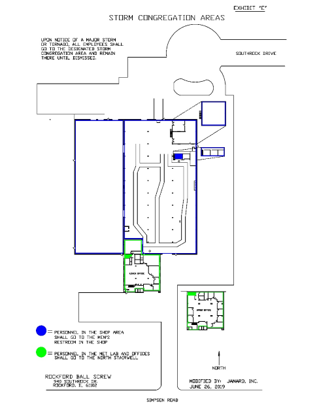 EXHIBIT "E"
STORM CONGREGATION AREAS
UPON NOTICE OF A MAJOR STORM
OR TORNADO, ALL EMPLOYEES SHALL
GO TO THE DESIGNATED STORM
CONGREGATION AREA AND REMAIN
THERE UNTIL DISMISSED.
SOUTHROCK DRIVE
= PERSONNEL IN THE SHOP AREA
SHALL GO TO THE MEN'S
RESTROOM IN THE SHOP
= PERSONNEL IN THE MET LAB AND OFFICES
SHALL GO TO THE NORTH STAIRWELL
NORTH
ROCKFORD BALL SCREW
940 SOUTHROCK DR.
ROCKFORD, IL 61102
MODIFIED BY: JAMARD, INC.
JUNE 26, 2019
SIMPSON ROAD